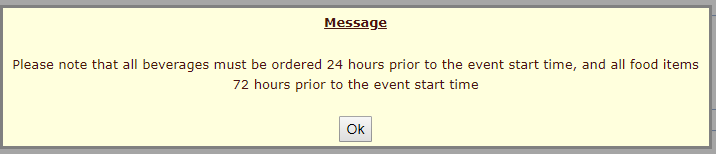 Message
Please note that all beverages must be ordered 24 hours prior to the event start time, and all food items
72 hours prior to the event start time
Ok